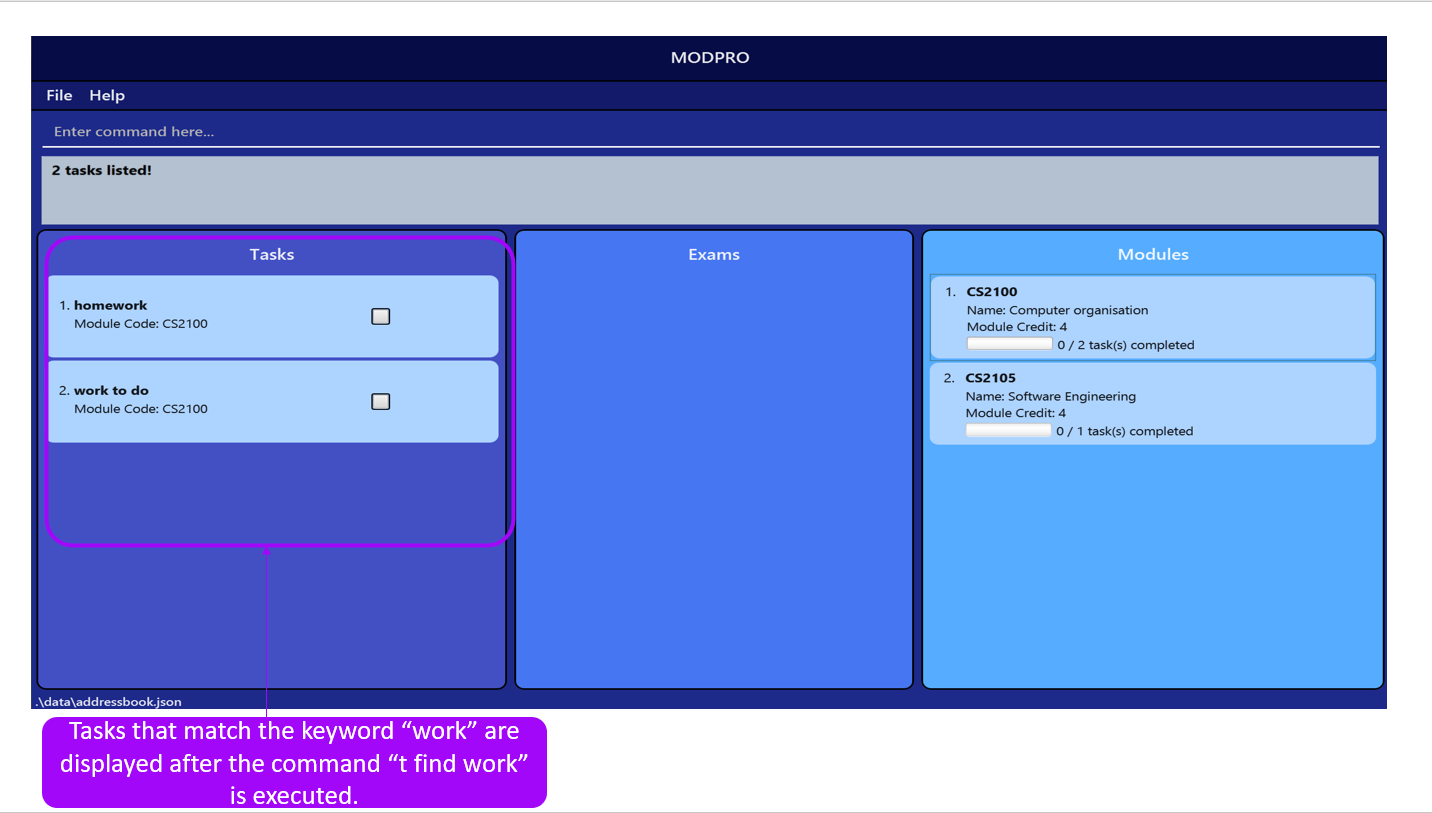 MODPRO
File Help
Enter command here...
2 tasks listed!
Tasks
1. homework
Module Code: CS2100
2. work to do
Module Code: CS2100
Exams
Modules
1. CS2100
Name: Computer organisation
Module Credit: 4
0 / 2 task(s) completed
2. CS2105
Name: Software Engineering
Module Credit: 4
0 / 1 task(s) completed
.\data\addressbook.json
Tasks that match the keyword “work” are
displayed after the command “t find work”
is executed.